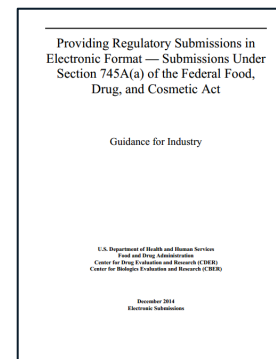 Providing Regulatory Submissions in
Electronic Format — Submissions Under
Section 745A(a) of the Federal Food,
Drug, and Cosmetic Act
Guidance for Industry
U.S. Department of Health and Human Services
Food and Drug Administration
Center for Drug Evaluation and Research (CDER)
Center for Biologics Evaluation and Research (CBER)
December 2014
Electronic Submissions